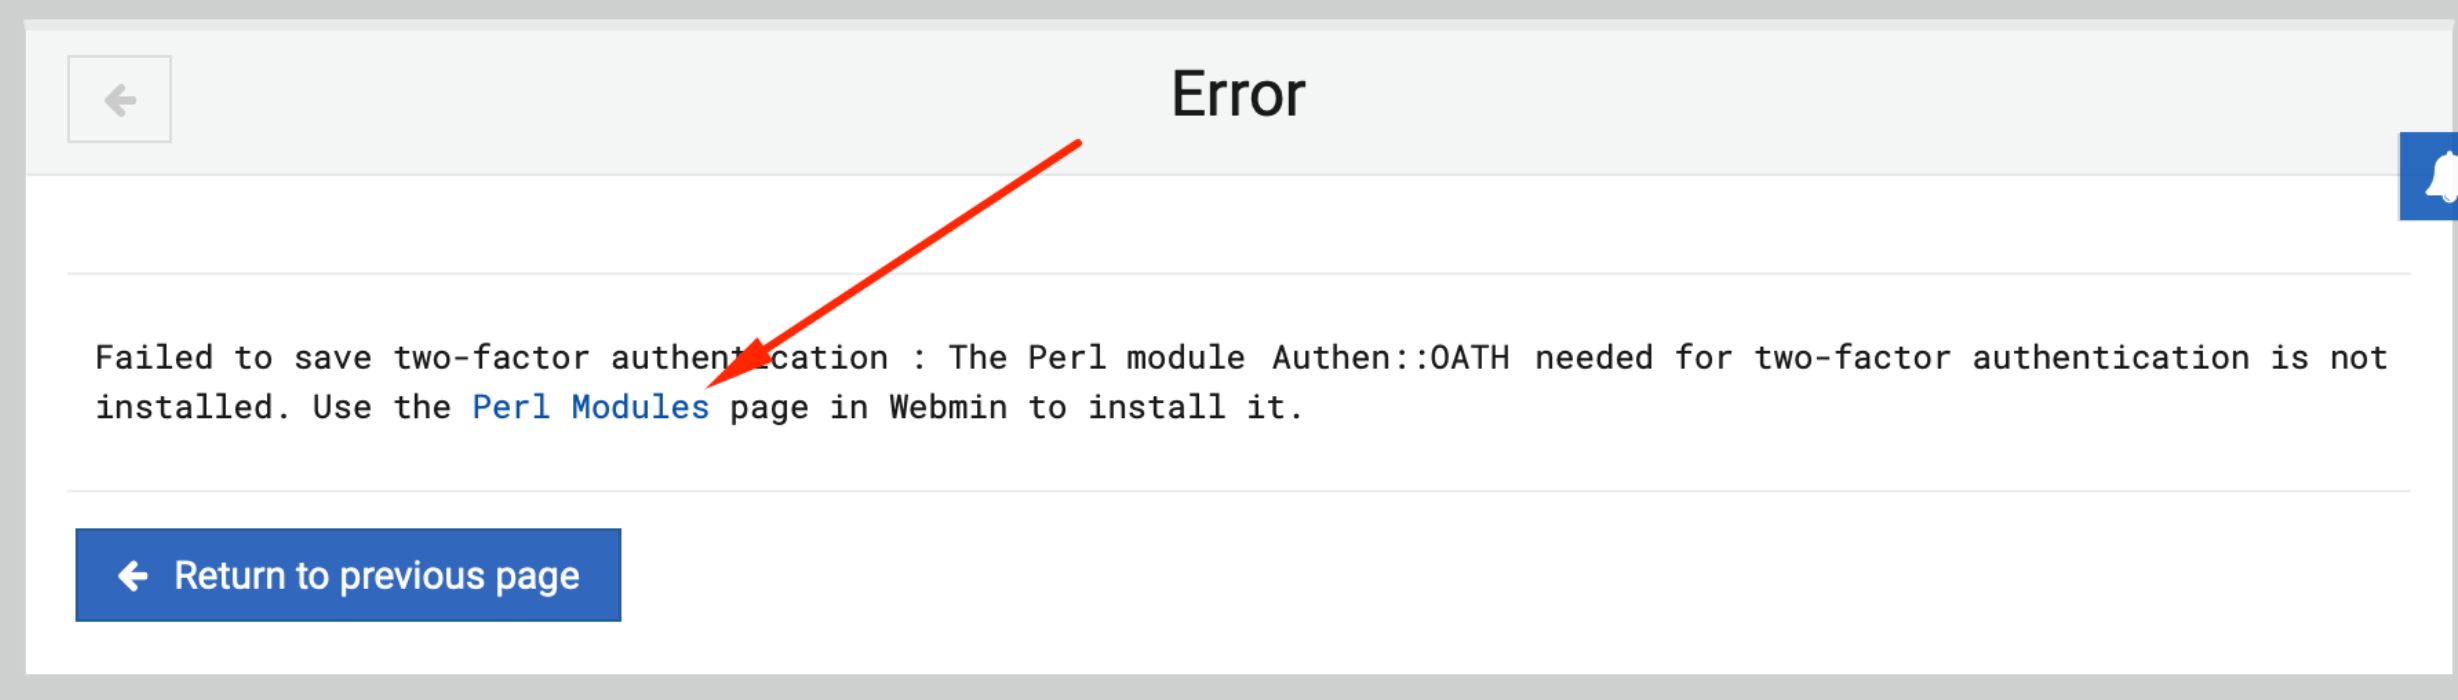 Error
Failed to save two-factor authentication : The Perl module Authen::OATH needed for two-factor authentication is not
installed. Use the Perl Modules page in Webmin to install it.
Return to previous page